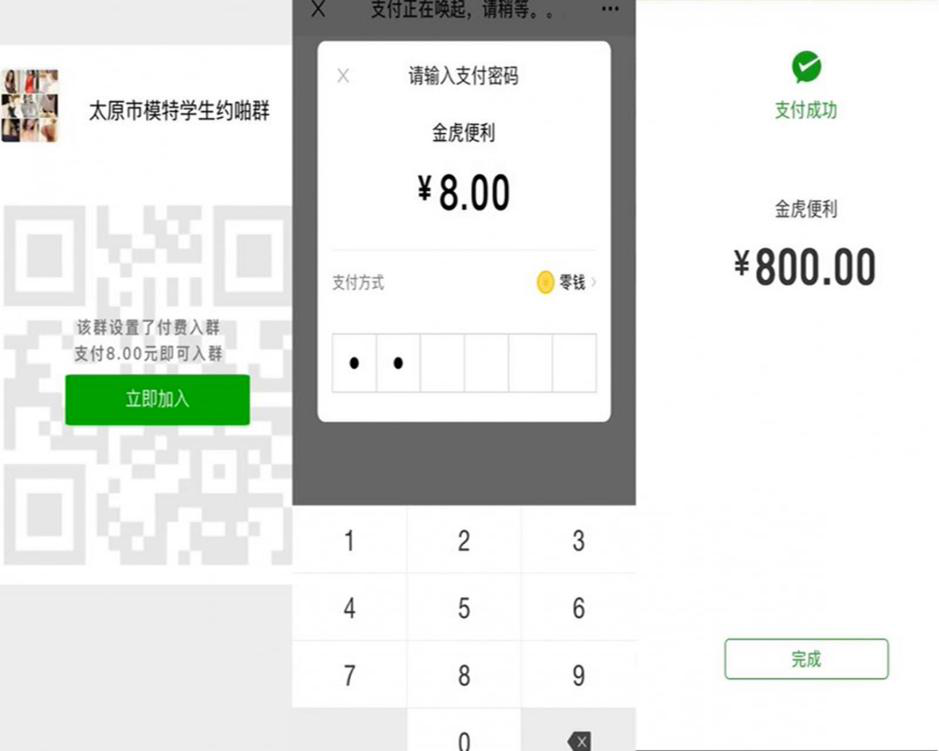 太原市模特学生约啪群
该群设置了付费入群
支付8.00元即可入群
立即加入
X 支付正在唤起，请稍等。。 ...
X 请输入支付密码
金虎便利
¥8.00
支付方式 零钱 >
1 2 3
4 5 6
7 8 9
0 X
支付成功
金虎便利
¥800.00
完成